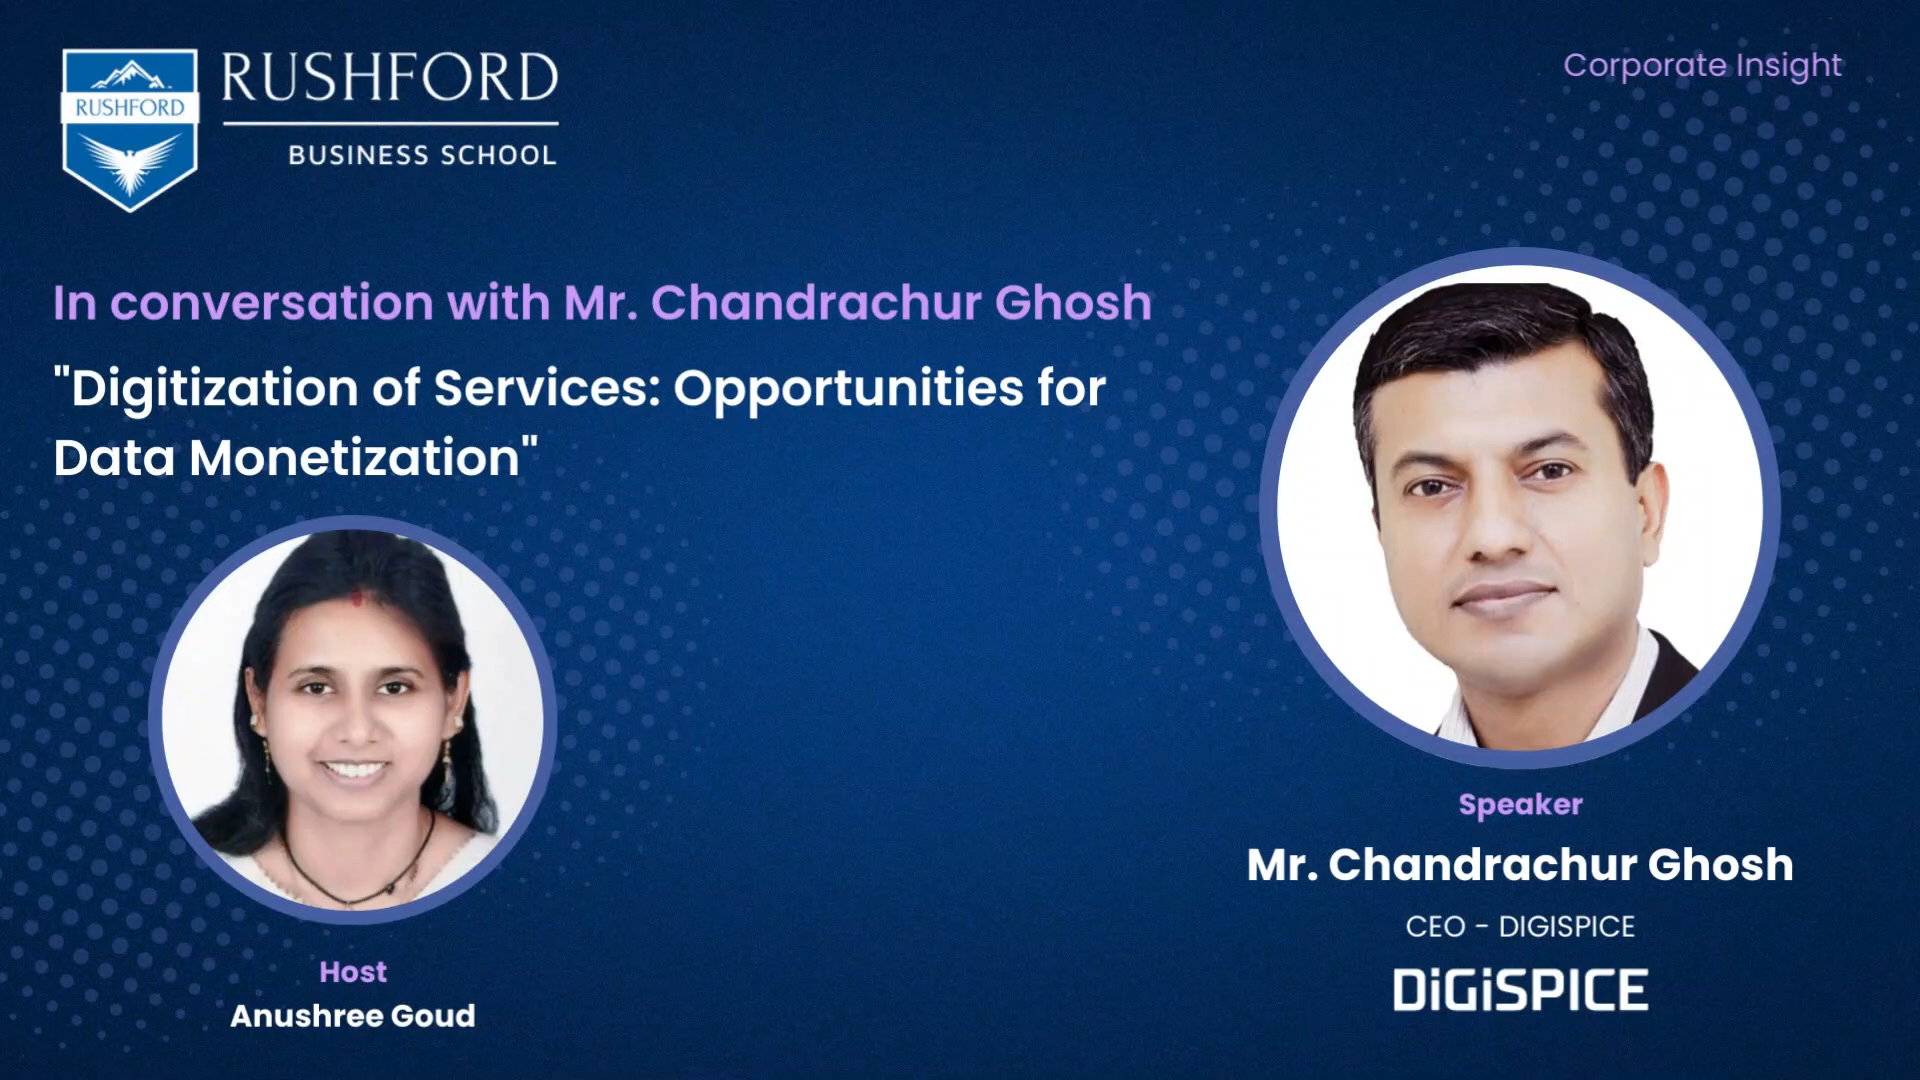 RUSHFORD
RUSHFORD
BUSINESS SCHOOL
Corporate Insight
In conversation with Mr. Chandrachur Ghosh
"Digitization of Services: Opportunities for
Data Monetization"
Host
Anushree Goud
Speaker
Mr. Chandrachur Ghosh
CEO - DIGISPICE
DiGiSPICE